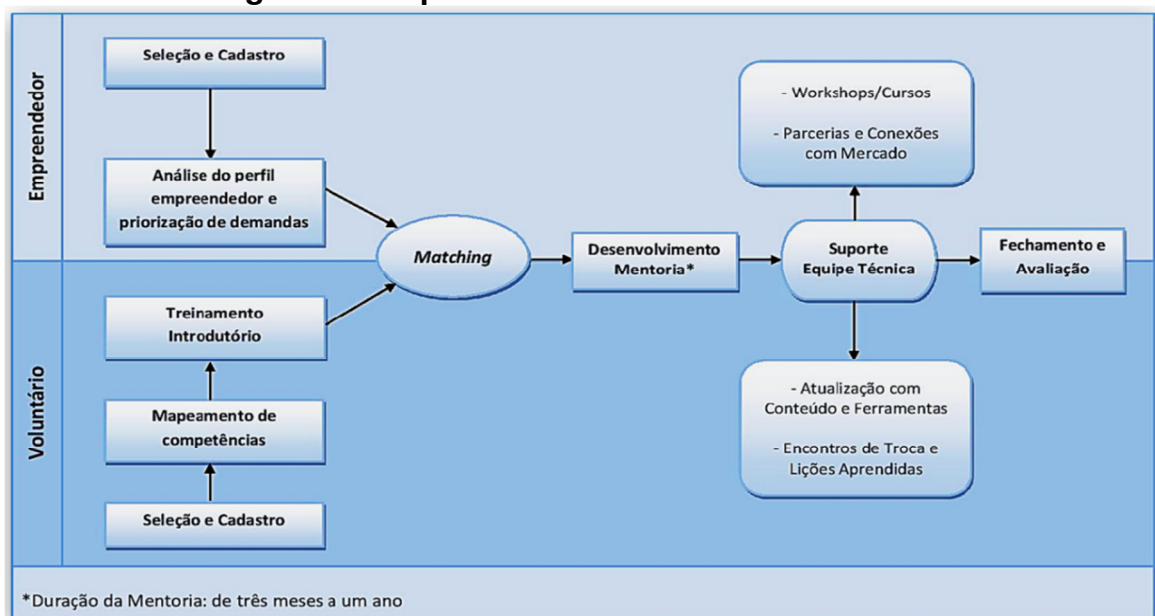 Empreendedor
Seleção e Cadastro
Análise do perfil
empreendedor e
priorização de demandas
- Workshops/Cursos
- Parcerias e Conexões
com Mercado
Matching
Desenvolvimento
Mentoria*
Suporte
Equipe Técnica
Fechamento e
Avaliação
Voluntário
Treinamento
Introdutório
Mapeamento de
competências
Seleção e Cadastro
- Atualização com
Conteúdo e Ferramentas
- Encontros de Troca e
Lições Aprendidas
*Duração da Mentoria: de três meses a um ano